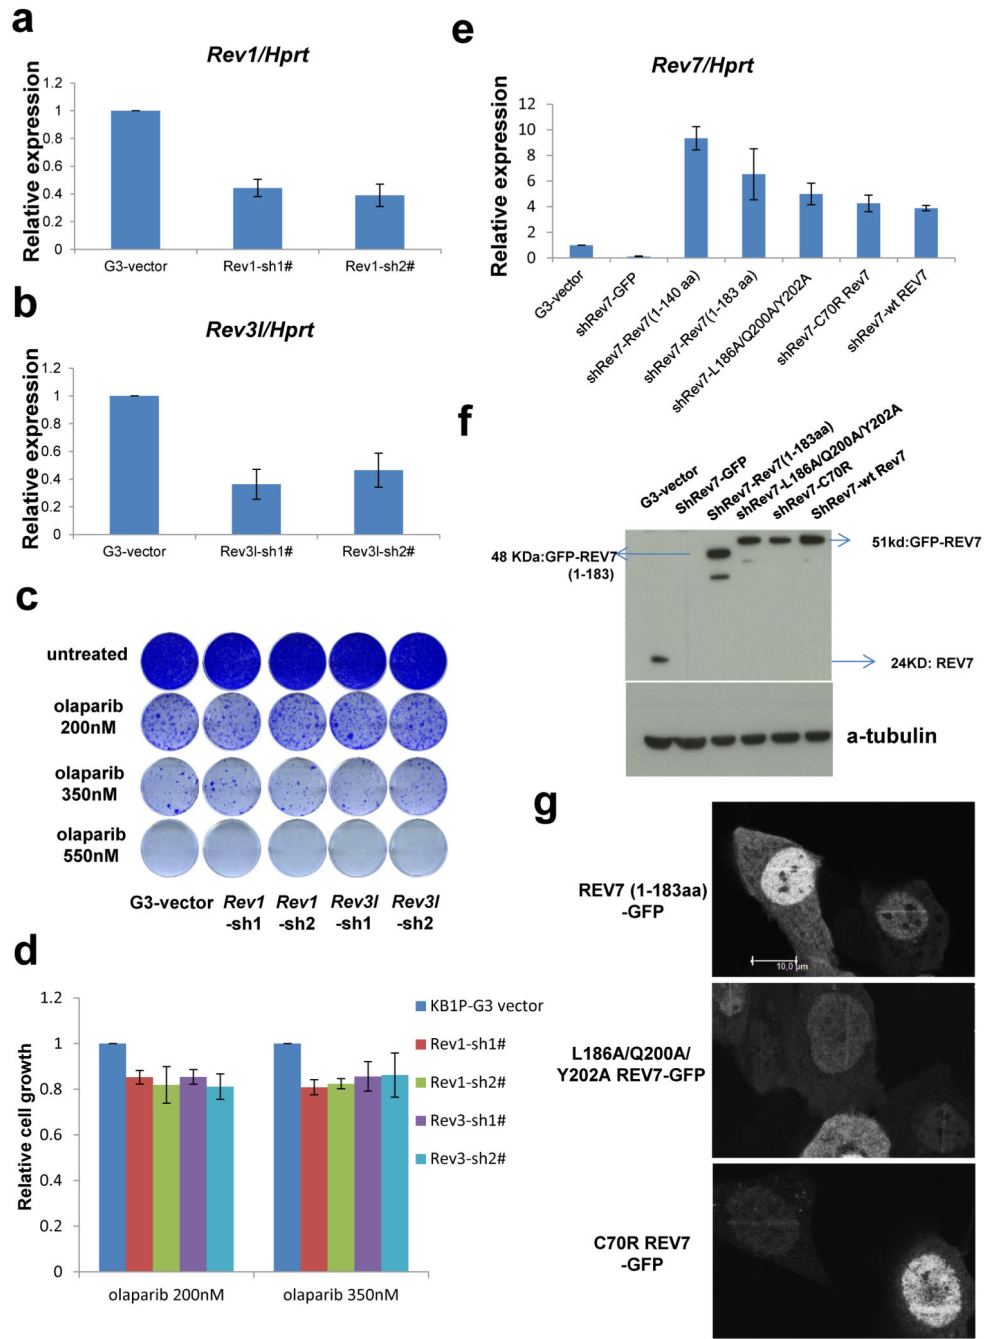 a
Rev1/Hprt
Relative expression
1.2
1
0.8
0.6
0.4
0.2
0
G3-vector
Rev1-sh1#
Rev1-sh2#
b
Rev3l/Hprt
Relative expression
1.2
1
0.8
0.6
0.4
0.2
0
G3-vector
Rev3l-sh1#
Rev3l-sh2#
c
untreated
olaparib
200nM
olaparib
350nM
olaparib
550nM
G3-vector
Rev1
-sh1
Rev1
-sh2
Rev3l
-sh1
Rev3l
-sh2
d
Relative cell growth
1.2
1
0.8
0.6
0.4
0.2
0
olaparib 200nM
olaparib 350nM
KB1P-G3 vector
Rev1-sh1#
Rev1-sh2#
Rev3-sh1#
Rev3-sh2#
e
Rev7/Hprt
Relative expression
12
10
8
6
4
2
0
G3-vector
shRev7-GFP
shRev7-Rev7(1-140 aa)
shRev7-Rev7(1-183 aa)
shRev7-L186A/Q200A/Y202A
shRev7-C70R Rev7
shRev7-wt REV7
f
G3-vector
ShRev7-GFP
ShRev7-Rev7(1-183aa)
shRev7-L186A/Q200A/Y202A
shRev7-C70R
ShRev7-wt Rev7
48 KDa:GFP-REV7
(1-183)
51kd:GFP-REV7
24KD: REV7
a-tubulin
g
REV7 (1-183aa)
-GFP
10,0 µm
L186A/Q200A/
Y202A REV7-GFP
C70R REV7
-GFP